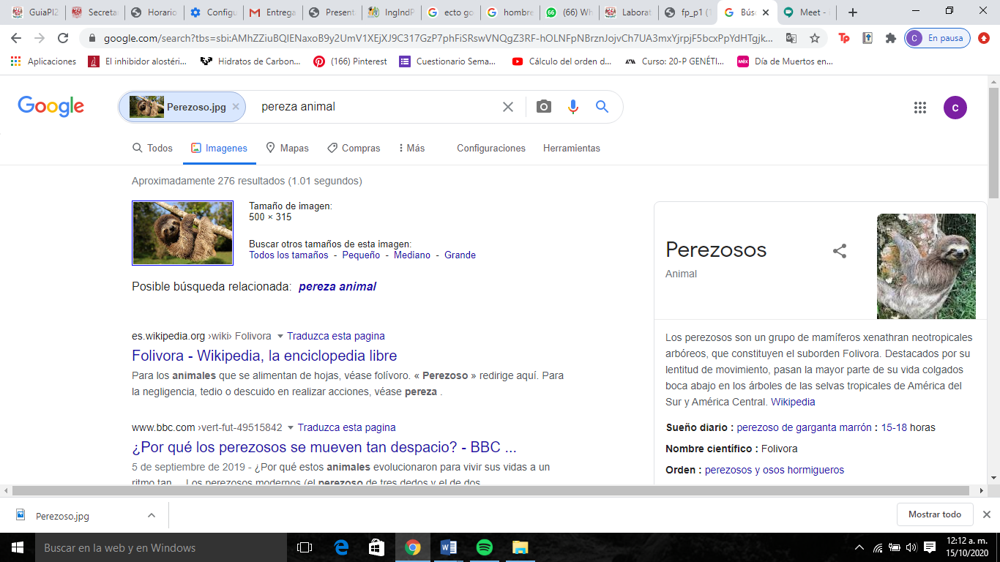 GuiaPI2
Secretar
Horario
Configu
Entrega
Present
IngIndP
ecto go
hombre
(66) Wh
Laborat
fp_p1 (1
Bús
Meet -
google.com/search?tbs=sbi:AMhZZiuBQIENaxoB9y2UmV1XEjXJ9C317GzP7phFiSRswVNQgZ3RF-hOLNFpNBrznJojvCh7UA3mxYjrpjF5bcxPpYdHTgjk...
Tp
C En pausa
Aplicaciones
El inhibidor alostéri...
Hidratos de Carbon...
(166) Pinterest
Cuestionario Sema...
Cálculo del orden d...
Curso: 20-P GENÉTI...
Día de Muertos en...
Google
Perezoso.jpg
pereza animal
c
Todos
Imagenes
Mapas
Compras
Más
Configuraciones
Herramientas
Aproximadamente 276 resultados (1.01 segundos)
Tamaño de imagen:
500 × 315
Buscar otros tamaños de esta imagen:
Todos los tamaños - Pequeño - Mediano - Grande
Posible búsqueda relacionada: pereza animal
es.wikipedia.org ›wiki› Folivora Traduzca esta pagina
Folivora - Wikipedia, la enciclopedia libre
Para los animales que se alimentan de hojas, véase folívoro. « Perezoso » redirige aquí. Para
la negligencia, tedio o descuido en realizar acciones, véase pereza .
www.bbc.com ›vert-fut-49515842 Traduzca esta pagina
¿Por qué los perezosos se mueven tan despacio? - BBC ...
5 de septiembre de 2019 - ¿Por qué estos animales evolucionaron para vivir sus vidas a un
ritmo tan ... Los perezosos modernos (el perezoso de tres dedos y el de dos
Perezosos
Animal
Los perezosos son un grupo de mamíferos xenathran neotropicales
arbóreos, que constituyen el suborden Folivora. Destacados por su
lentitud de movimiento, pasan la mayor parte de su vida colgados
boca abajo en los árboles de las selvas tropicales de América del
Sur y América Central. Wikipedia
Sueño diario : perezoso de garganta marrón : 15-18 horas
Nombre científico : Folivora
Orden : perezosos y osos hormigueros
Perezoso.jpg
Mostrar todo
Buscar en la web y en Windows
12:12 a. m.
15/10/2020